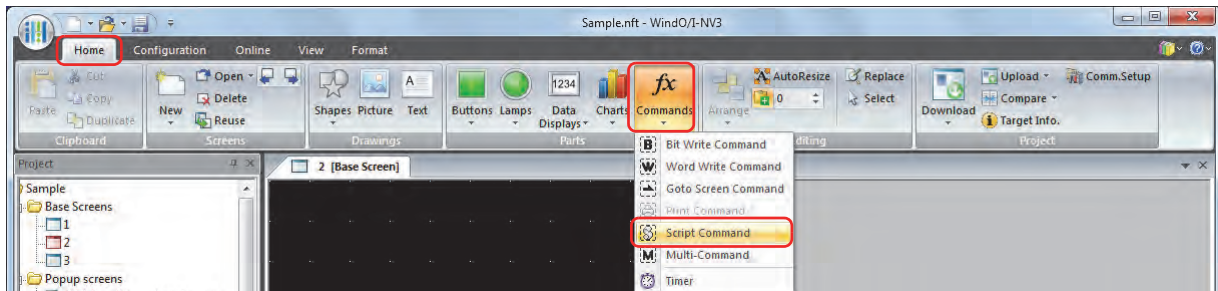 Sample.nft - WindO/I-NV3
Home Configuration Online View Format
Cut
Copy
Paste
Duplicate
Clipboard
New
Open
Delete
Reuse
Screens
Shapes Picture Text
Drawings
Buttons Lamps
1234
Data
Displays
Charts
Parts
fx
Commands
Arrange
AutoResize
0
Replace
Select
Editing
Download
Upload
Compare
Target Info.
Comm.Setup
Project
Bit Write Command
Word Write Command
Goto Screen Command
Print Command
Script Command
Multi-Command
Timer
Project
Sample
Base Screens
1
2
3
Popup screens
2 [Base Screen]